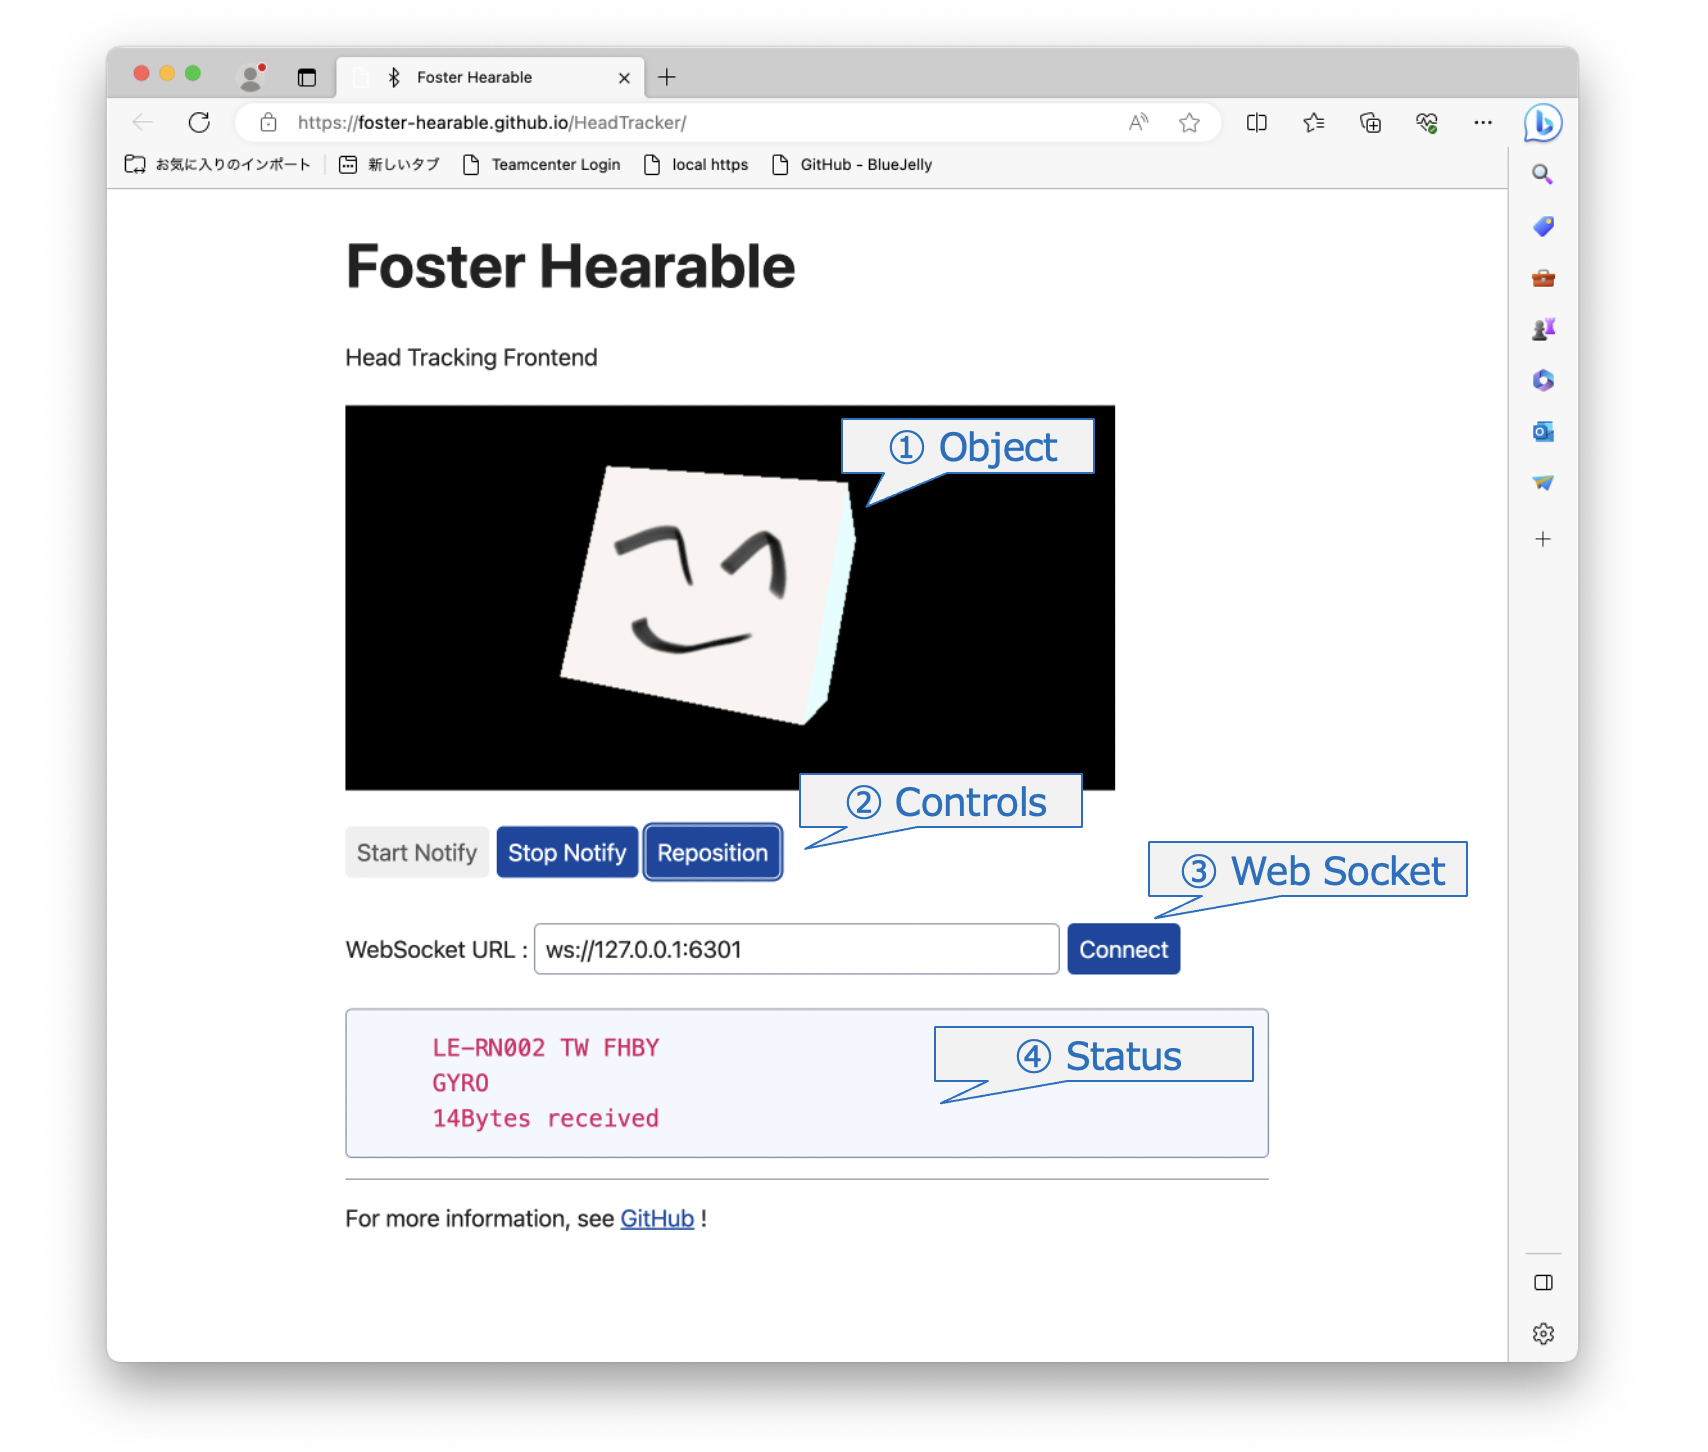 Foster Hearable
https://foster-hearable.github.io/HeadTracker/
お気に入りのインポート 新しいタブ Teamcenter Login local https GitHub - BlueJelly
Foster Hearable
Head Tracking Frontend
① Object
② Controls
Start Notify Stop Notify Reposition
③ Web Socket
WebSocket URL : ws://127.0.0.1:6301 Connect
④ Status
LE-RN002 TW FHBY
GYRO
14Bytes received
For more information, see GitHub !